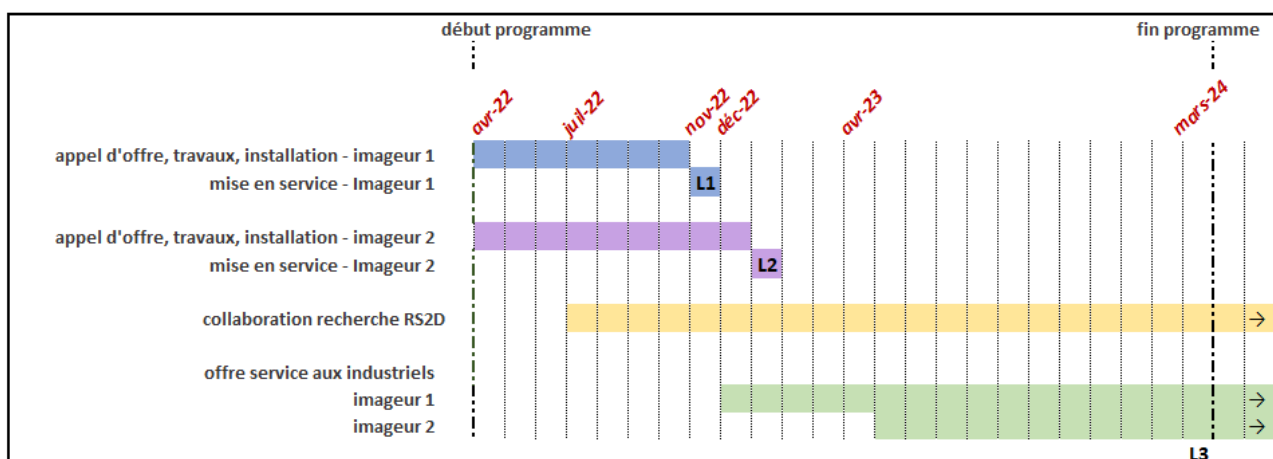 début programme fin programme
avr-22 juil-22 nov-22 déc-22 avr-23 mars-24
appel d'offre, travaux, installation - imageur 1
mise en service - Imageur 1 L1
appel d'offre, travaux, installation - imageur 2
mise en service - Imageur 2 L2
collaboration recherche RS2D →
offre service aux industriels
imageur 1 →
imageur 2 →
L3